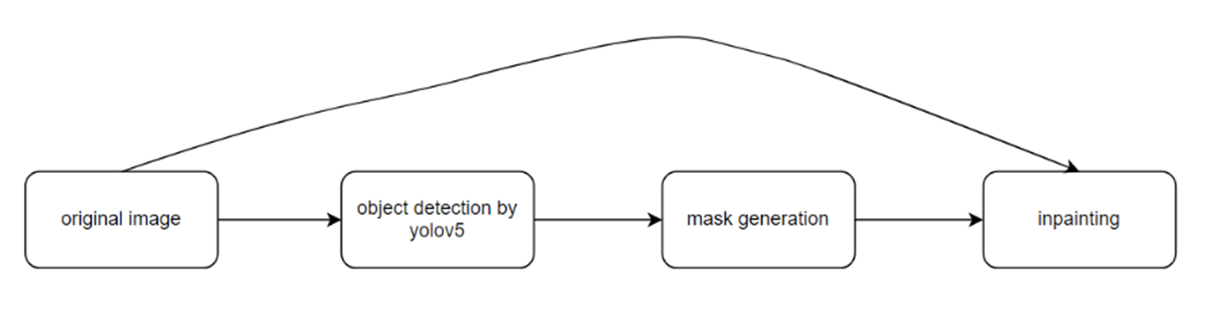 original image
object detection by
yolov5
mask generation
inpainting